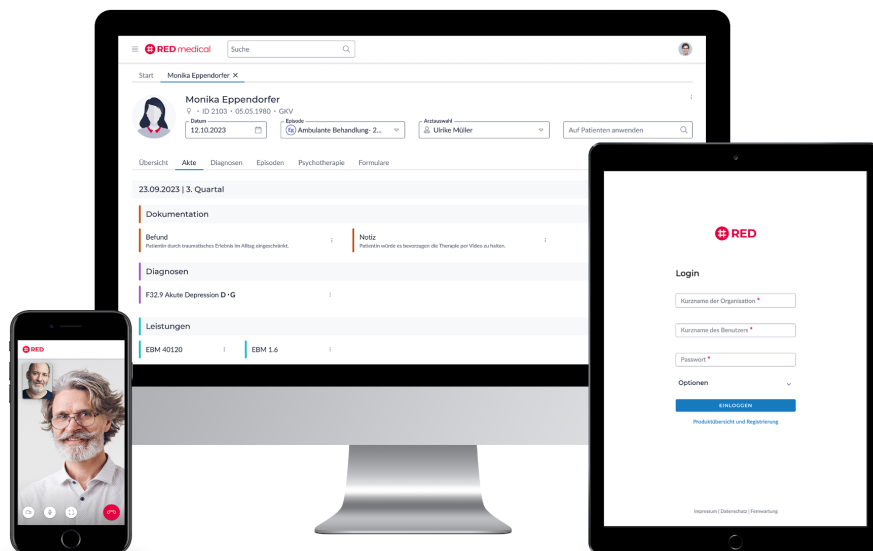 RED medical
Suche
Start
Monika Eppendorfer ×
Monika Eppendorfer
♀ • ID 2103 • 05.05.1980 • GKV
Datum
12.10.2023
Episode
Ep
Ambulante Behandlung- 2...
Arztauswahl
Ulrike Müller
Auf Patienten anwenden
Übersicht
Akte
Diagnosen
Episoden
Psychotherapie
Formulare
23.09.2023 | 3. Quartal
Dokumentation
Befund
Patientin durch traumatisches Erlebnis im Alltag eingeschränkt.
Notiz
Patientin würde es bevorzugen die Therapie per Video zu halten.
Diagnosen
F32.9 Akute Depression D • G
Leistungen
EBM 40120
EBM 1.6
RED
RED
Login
Kurzname der Organisation *
Kurzname des Benutzers *
Passwort *
Optionen
EINLOGGEN
Produktübersicht und Registrierung
Impressum | Datenschutz | Fernwartung